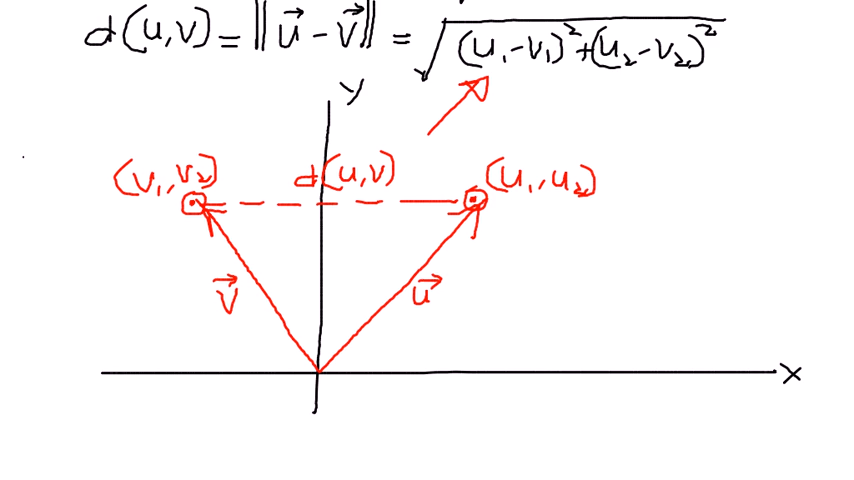 d(u,v) = ‖u⃗ - v⃗‖ = √(u₁-v₁)²+(u₂-v₂)²
y
(v₁,v₂) d(u,v) (u₁,u₂)
v⃗ u⃗
x